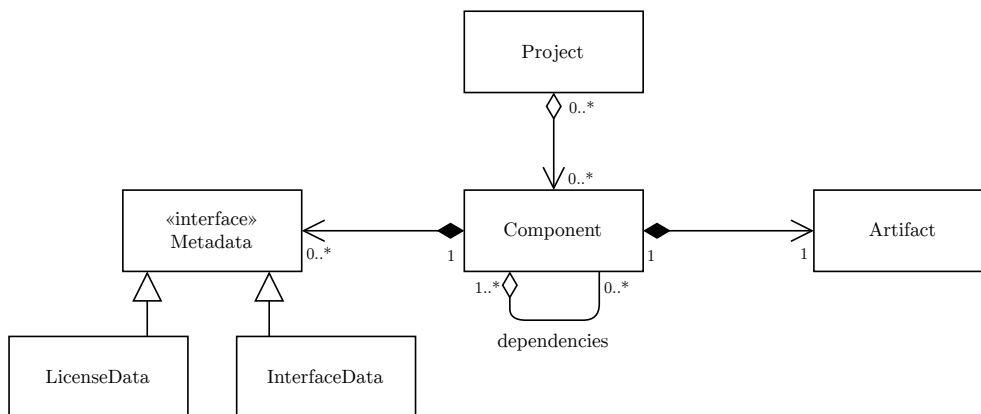 Project
0..*
0..*
«interface»
Metadata
Component
Artifact
0..*
1
1
1
1..*
0..*
dependencies
LicenseData
InterfaceData